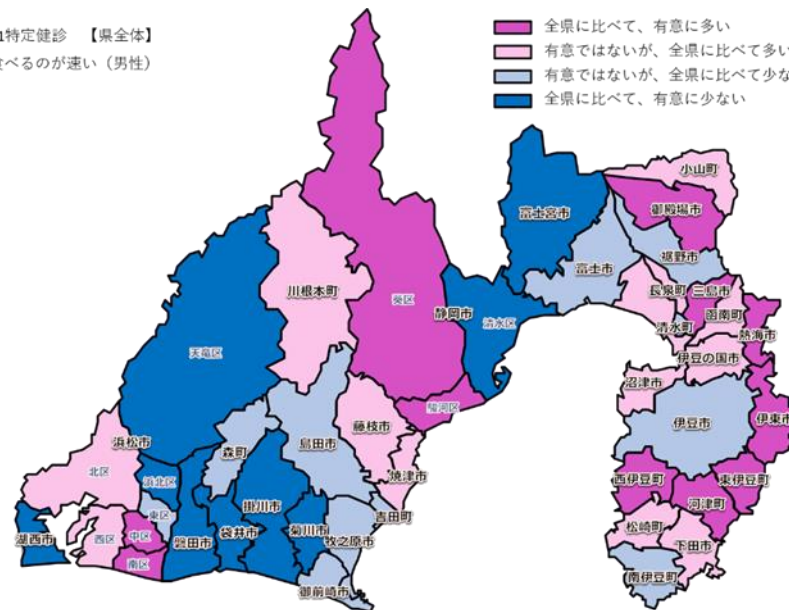 1特定健診 【県全体】
食べるのが速い(男性)
全県に比べて、有意に多い
有意ではないが、全県に比べて多い
有意ではないが、全県に比べて少な
全県に比べて、有意に少ない
小山町
御殿場市
富士宮市
裾野市
富士市
長泉町
三島市
函南町
川根本町
葵区
静岡市
清水区
清水町
熱海市
伊豆の国市
天竜区
沼津市
駿河区
伊東市
伊豆市
藤枝市
島田市
浜松市
森町
北区
焼津市
浜北区
西伊豆町
東伊豆町
掛川市
河津町
東区
吉田町
湖西市
西区
中区
磐田市
袋井市
菊川市
牧之原市
松崎町
下田市
南区
南伊豆町
御前崎市